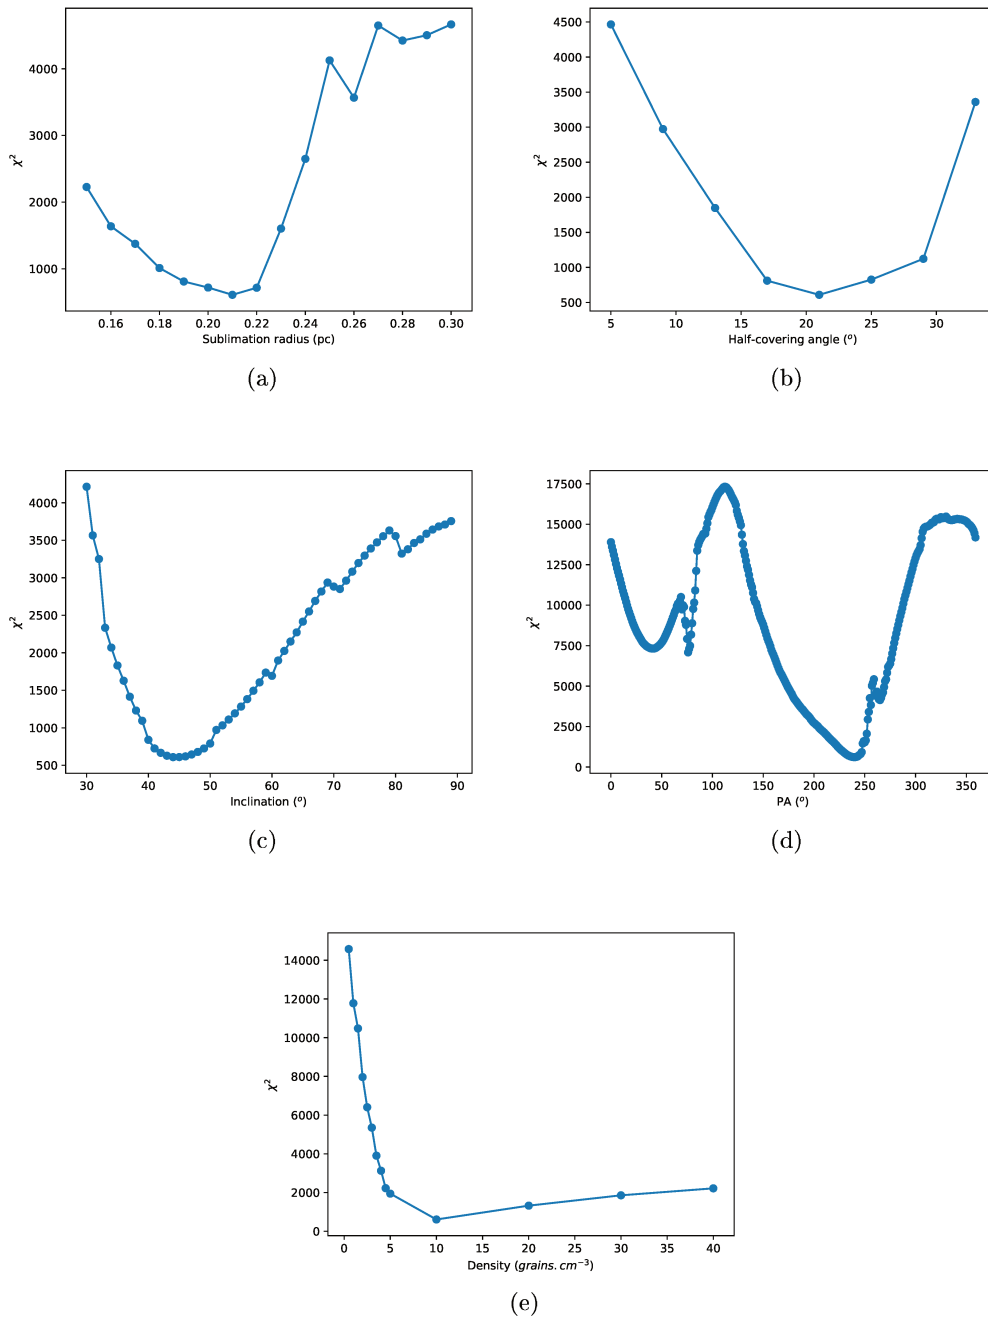 4000
3000
2000
1000
χ²
0.16 0.18 0.20 0.22 0.24 0.26 0.28 0.30
Sublimation radius (pc)
(a)
4500
4000
3500
3000
2500
2000
1500
1000
500
χ²
5 10 15 20 25 30
Half-covering angle (°)
(b)
4000
3500
3000
2500
2000
1500
1000
500
χ²
30 40 50 60 70 80 90
Inclination (°)
(c)
17500
15000
12500
10000
7500
5000
2500
0
χ²
0 50 100 150 200 250 300 350
PA (°)
(d)
14000
12000
10000
8000
6000
4000
2000
0
χ²
0 5 10 15 20 25 30 35 40
Density (grains.cm⁻³)
(e)